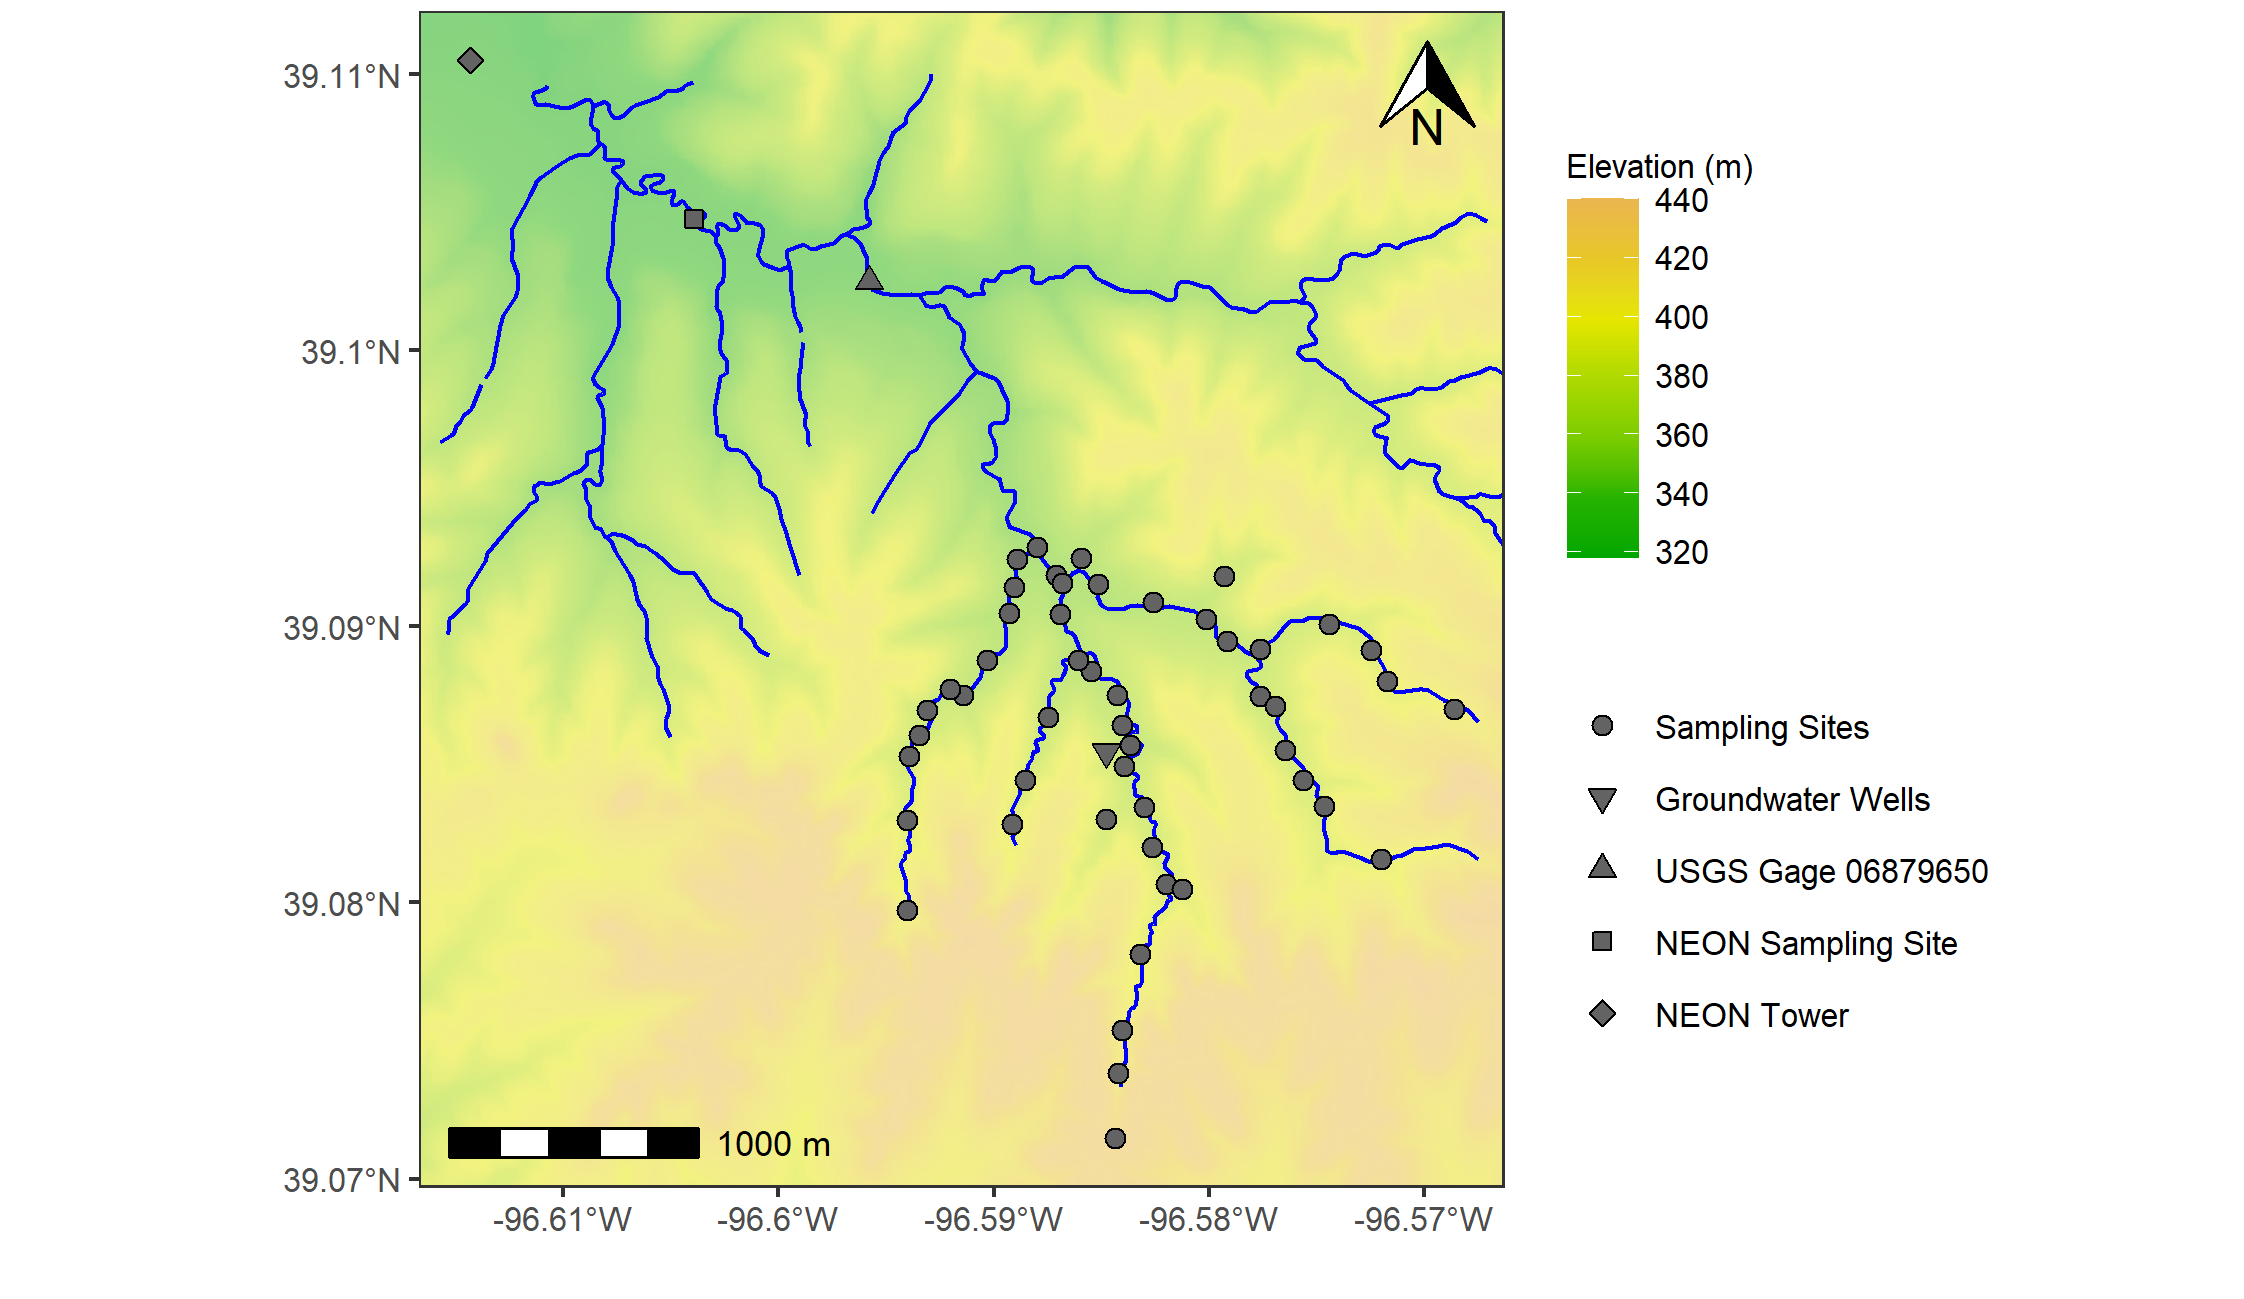 39.11°N
39.1°N
39.09°N
39.08°N
39.07°N
-96.61°W
-96.6°W
-96.59°W
-96.58°W
-96.57°W
N
1000 m
Elevation (m)
440
420
400
380
360
340
320
Sampling Sites
Groundwater Wells
USGS Gage 06879650
NEON Sampling Site
NEON Tower